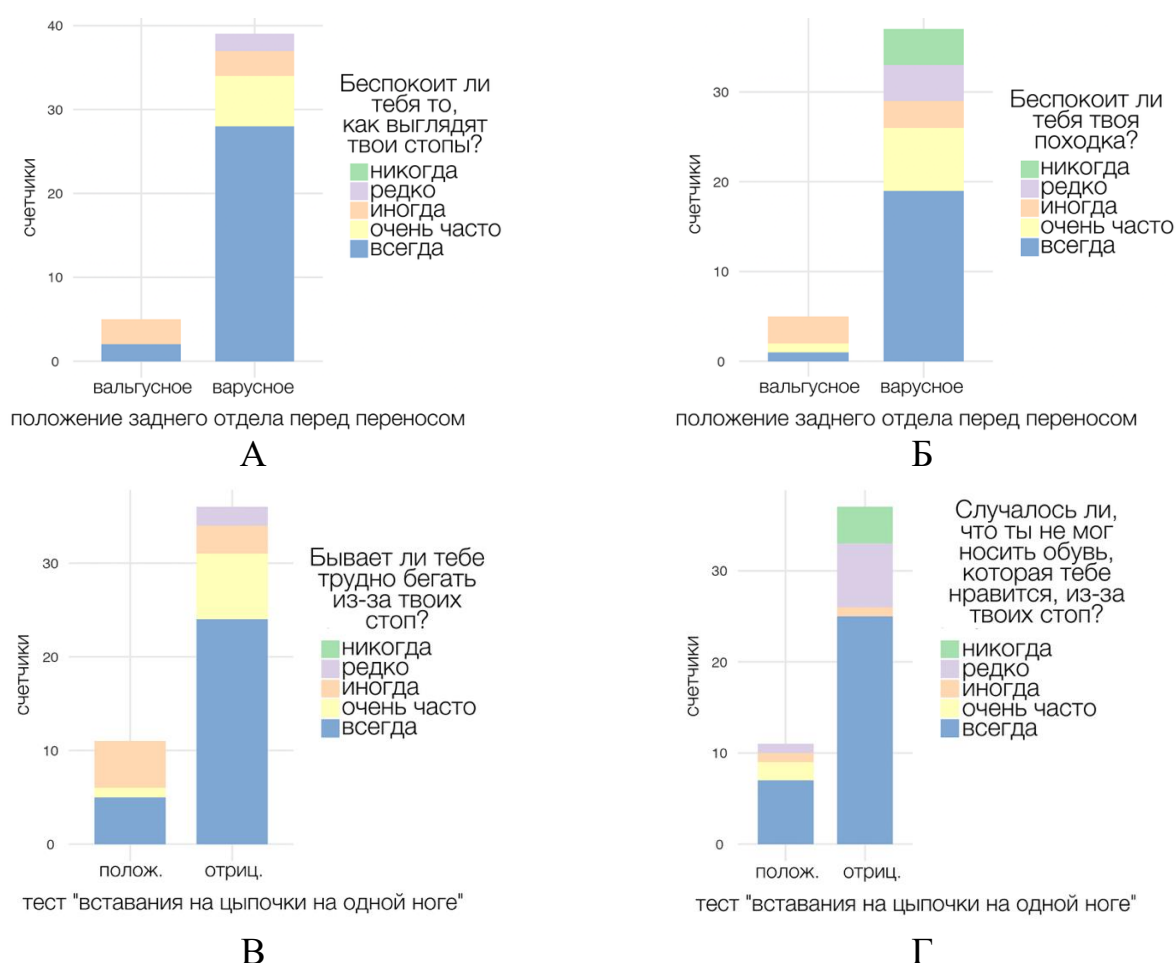 Беспокоит ли
тебя то,
как выглядят
твои стопы?
никогда
редко
иногда
очень часто
всегда
счетчики
40
30
20
10
0
вальгусное
варусное
положение заднего отдела перед переносом
А
Беспокоит ли
тебя твоя
походка?
никогда
редко
иногда
очень часто
всегда
счетчики
30
20
10
0
вальгусное
варусное
положение заднего отдела перед переносом
Б
Бывает ли тебе
трудно бегать
из-за твоих
стоп?
никогда
редко
иногда
очень часто
всегда
счетчики
30
20
10
0
полож.
отриц.
тест "вставания на цыпочки на одной ноге"
В
Случалось ли,
что ты не мог
носить обувь,
которая тебе
нравится, из-за
твоих стоп?
никогда
редко
иногда
очень часто
всегда
счетчики
30
20
10
0
полож.
отриц.
тест "вставания на цыпочки на одной ноге"
Г